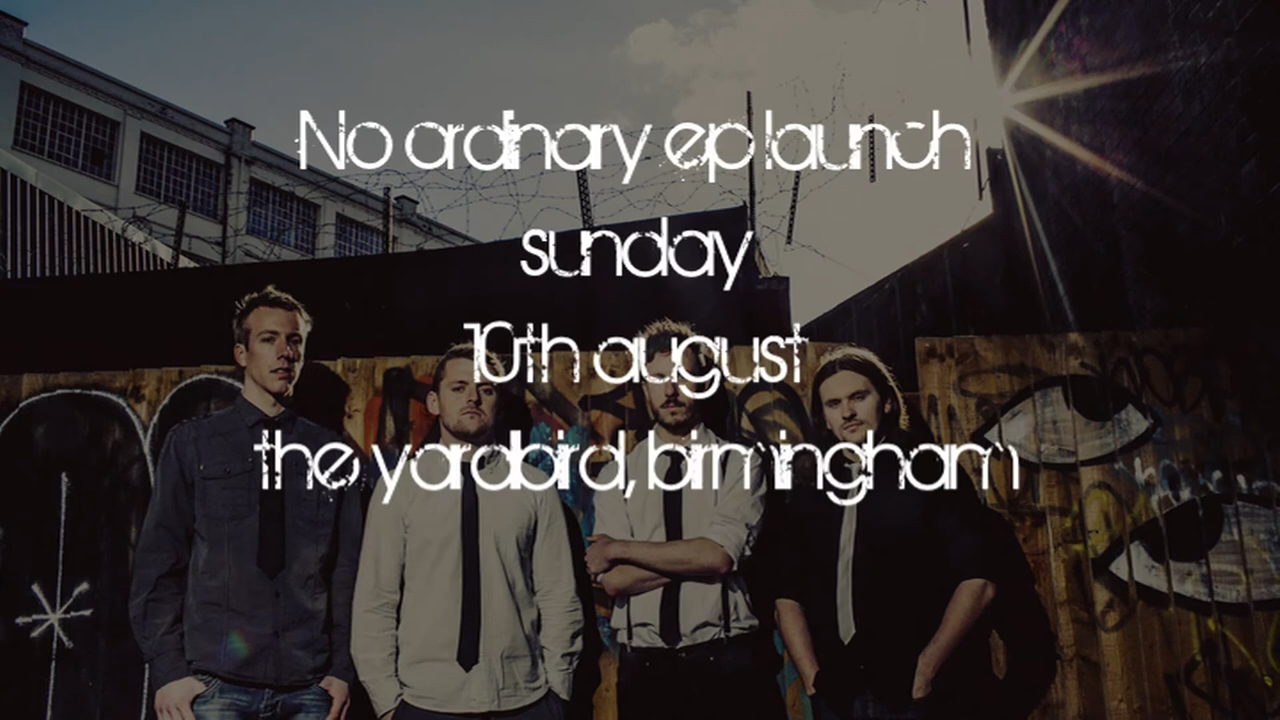 No ordinary ep launch
sunday
10th august
the yardbird, birmingham